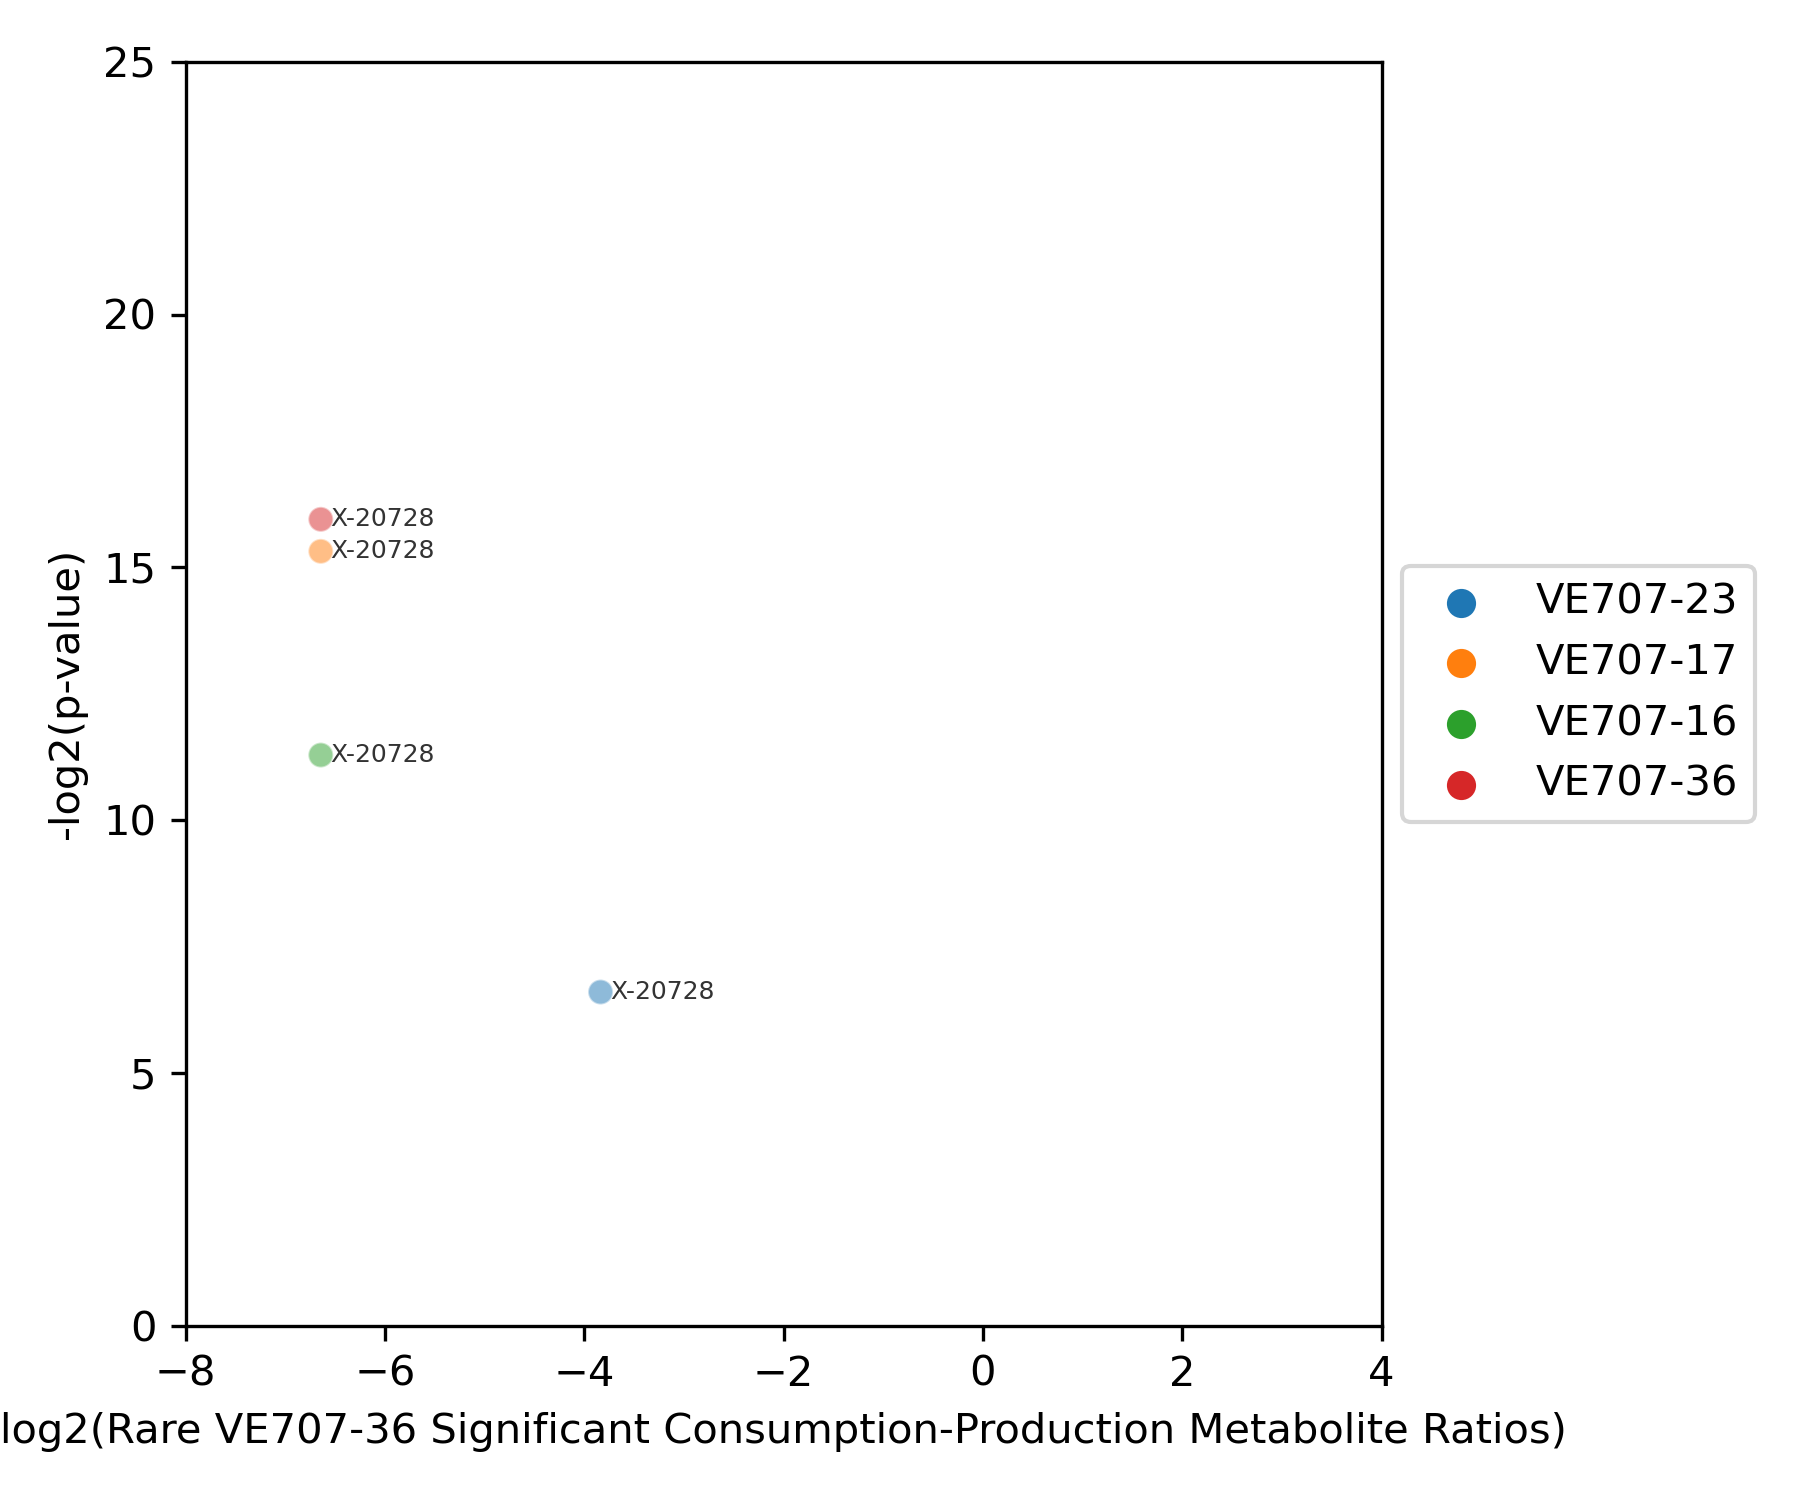 25
20
15
10
5
0
-log2(p-value)
X-20728
X-20728
X-20728
X-20728
VE707-23
VE707-17
VE707-16
VE707-36
−8 −6 −4 −2 0 2 4
log2(Rare VE707-36 Significant Consumption-Production Metabolite Ratios)